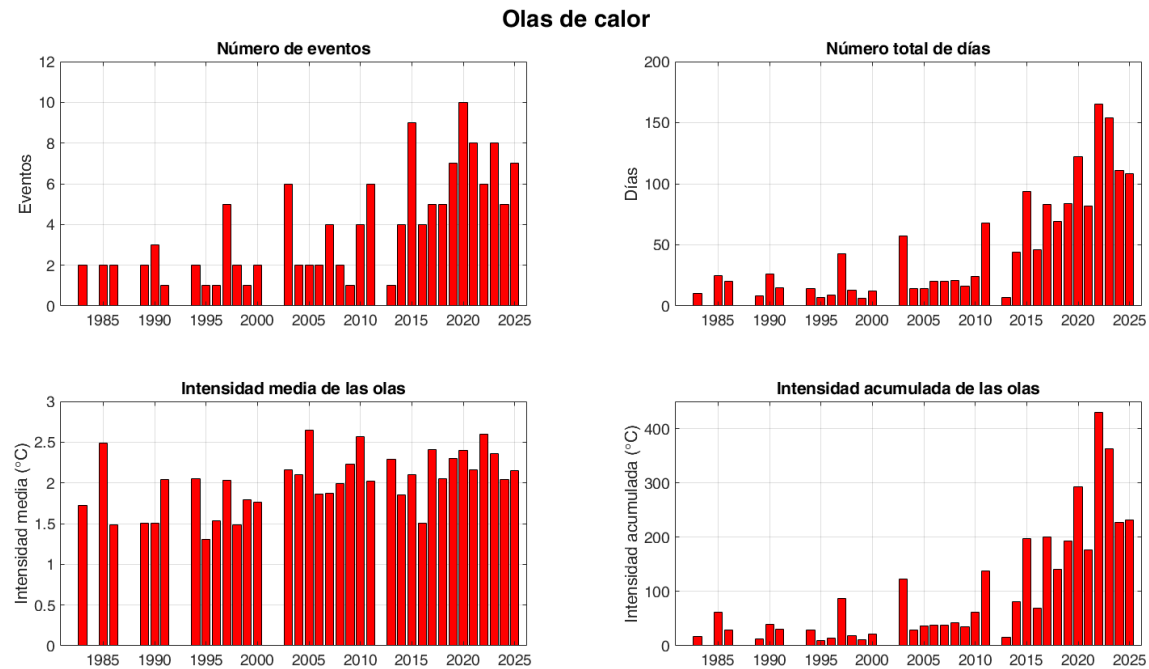 Olas de calor
Número de eventos
Eventos
12
10
8
6
4
2
0
1985 1990 1995 2000 2005 2010 2015 2020 2025
Número total de días
Días
200
150
100
50
0
1985 1990 1995 2000 2005 2010 2015 2020 2025
Intensidad media de las olas
Intensidad media (°C)
3
2.5
2
1.5
1
0.5
0
1985 1990 1995 2000 2005 2010 2015 2020 2025
Intensidad acumulada de las olas
Intensidad acumulada (°C)
400
300
200
100
0
1985 1990 1995 2000 2005 2010 2015 2020 2025